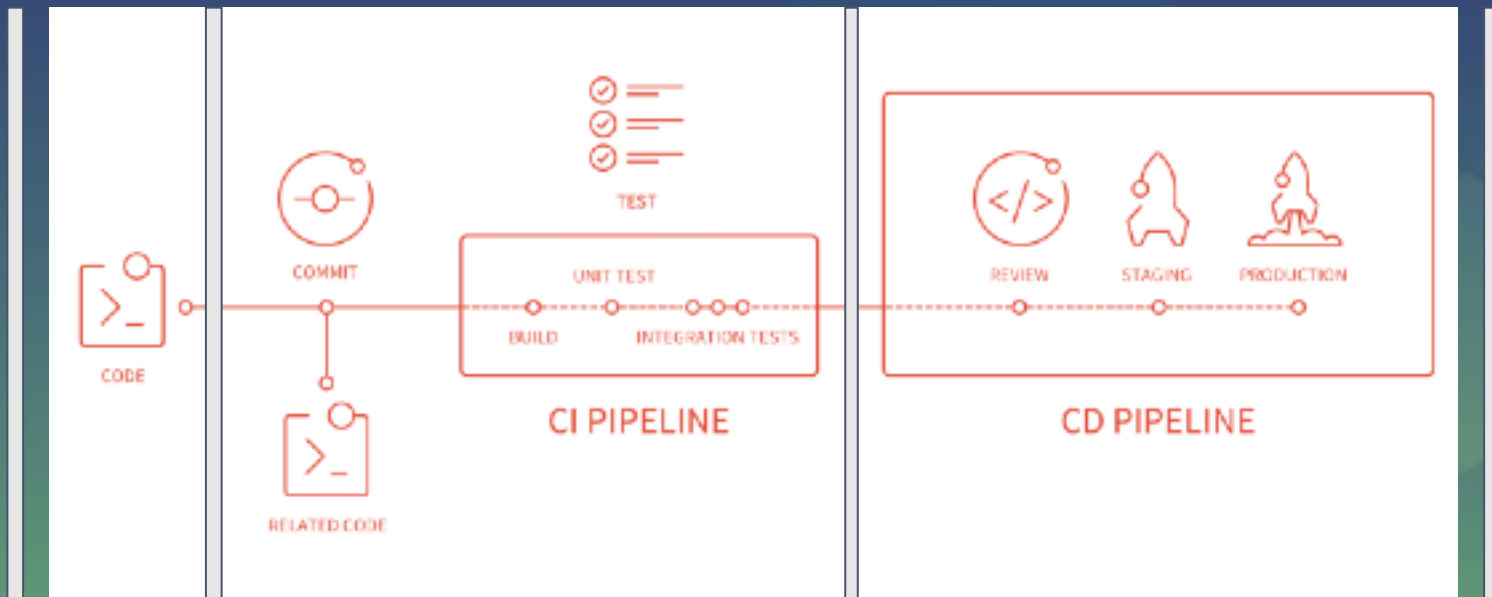 CODE
COMMIT
RELATED CODE
TEST
UNIT TEST
BUILD
INTEGRATION TESTS
CI PIPELINE
REVIEW
STAGING
PRODUCTION
CD PIPELINE